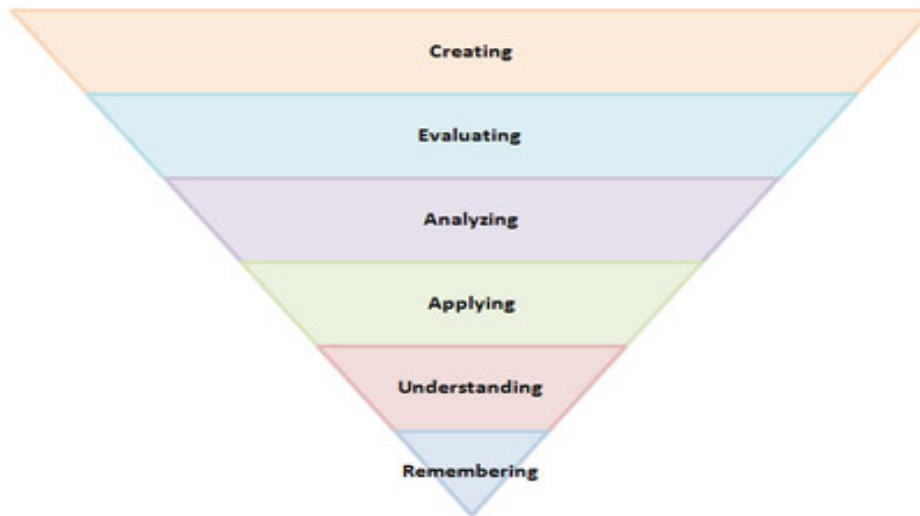 Creating
Evaluating
Analyzing
Applying
Understanding
Remembering